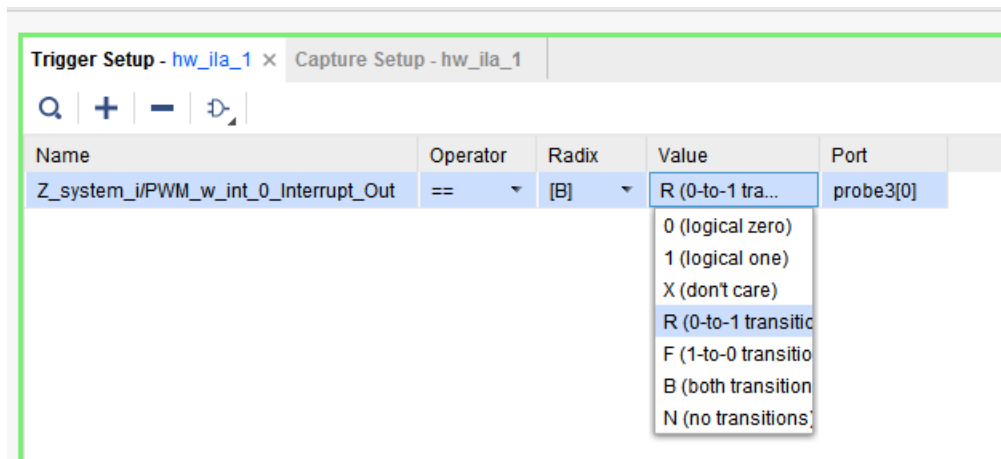 Trigger Setup - hw_ila_1 × Capture Setup - hw_ila_1
Name Operator Radix Value Port
Z_system_i/PWM_w_int_0_Interrupt_Out == [B] R (0-to-1 tra... probe3[0]
0 (logical zero)
1 (logical one)
X (don't care)
R (0-to-1 transitic
F (1-to-0 transitio
B (both transition
N (no transitions)